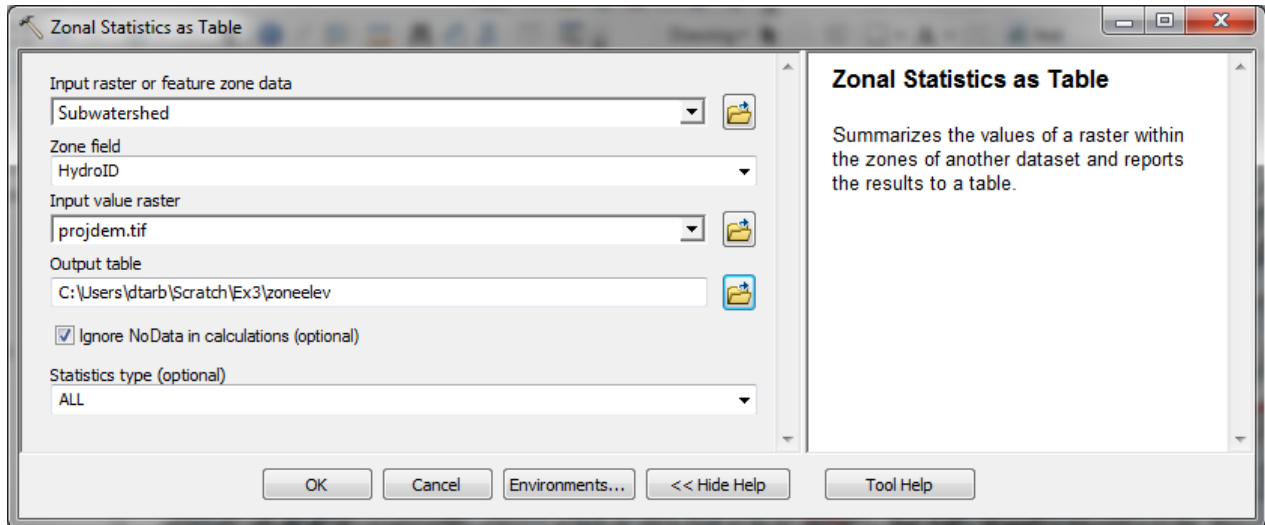 Zonal Statistics as Table
Input raster or feature zone data
Subwatershed
Zone field
HydroID
Input value raster
projdem.tif
Output table
C:\Users\dtarb\Scratch\Ex3\zoneelev
Ignore NoData in calculations (optional)
Statistics type (optional)
ALL
Zonal Statistics as Table
Summarizes the values of a raster within
the zones of another dataset and reports
the results to a table.
OK
Cancel
Environments...
<< Hide Help
Tool Help